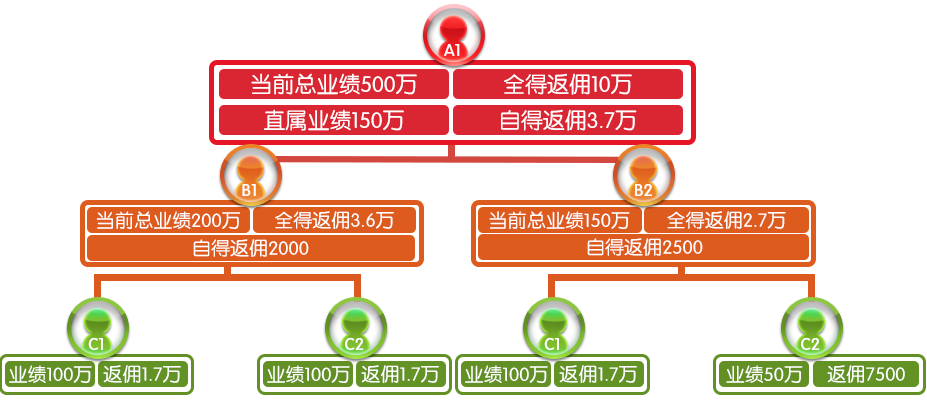 A1
当前总业绩500万 全得返佣10万
直属业绩150万 自得返佣3.7万
B1 B2
当前总业绩200万 全得返佣3.6万 当前总业绩150万 全得返佣2.7万
自得返佣2000 自得返佣2500
C1 C2 C1 C2
业绩100万 返佣1.7万 业绩100万 返佣1.7万 业绩100万 返佣1.7万 业绩50万 返佣7500